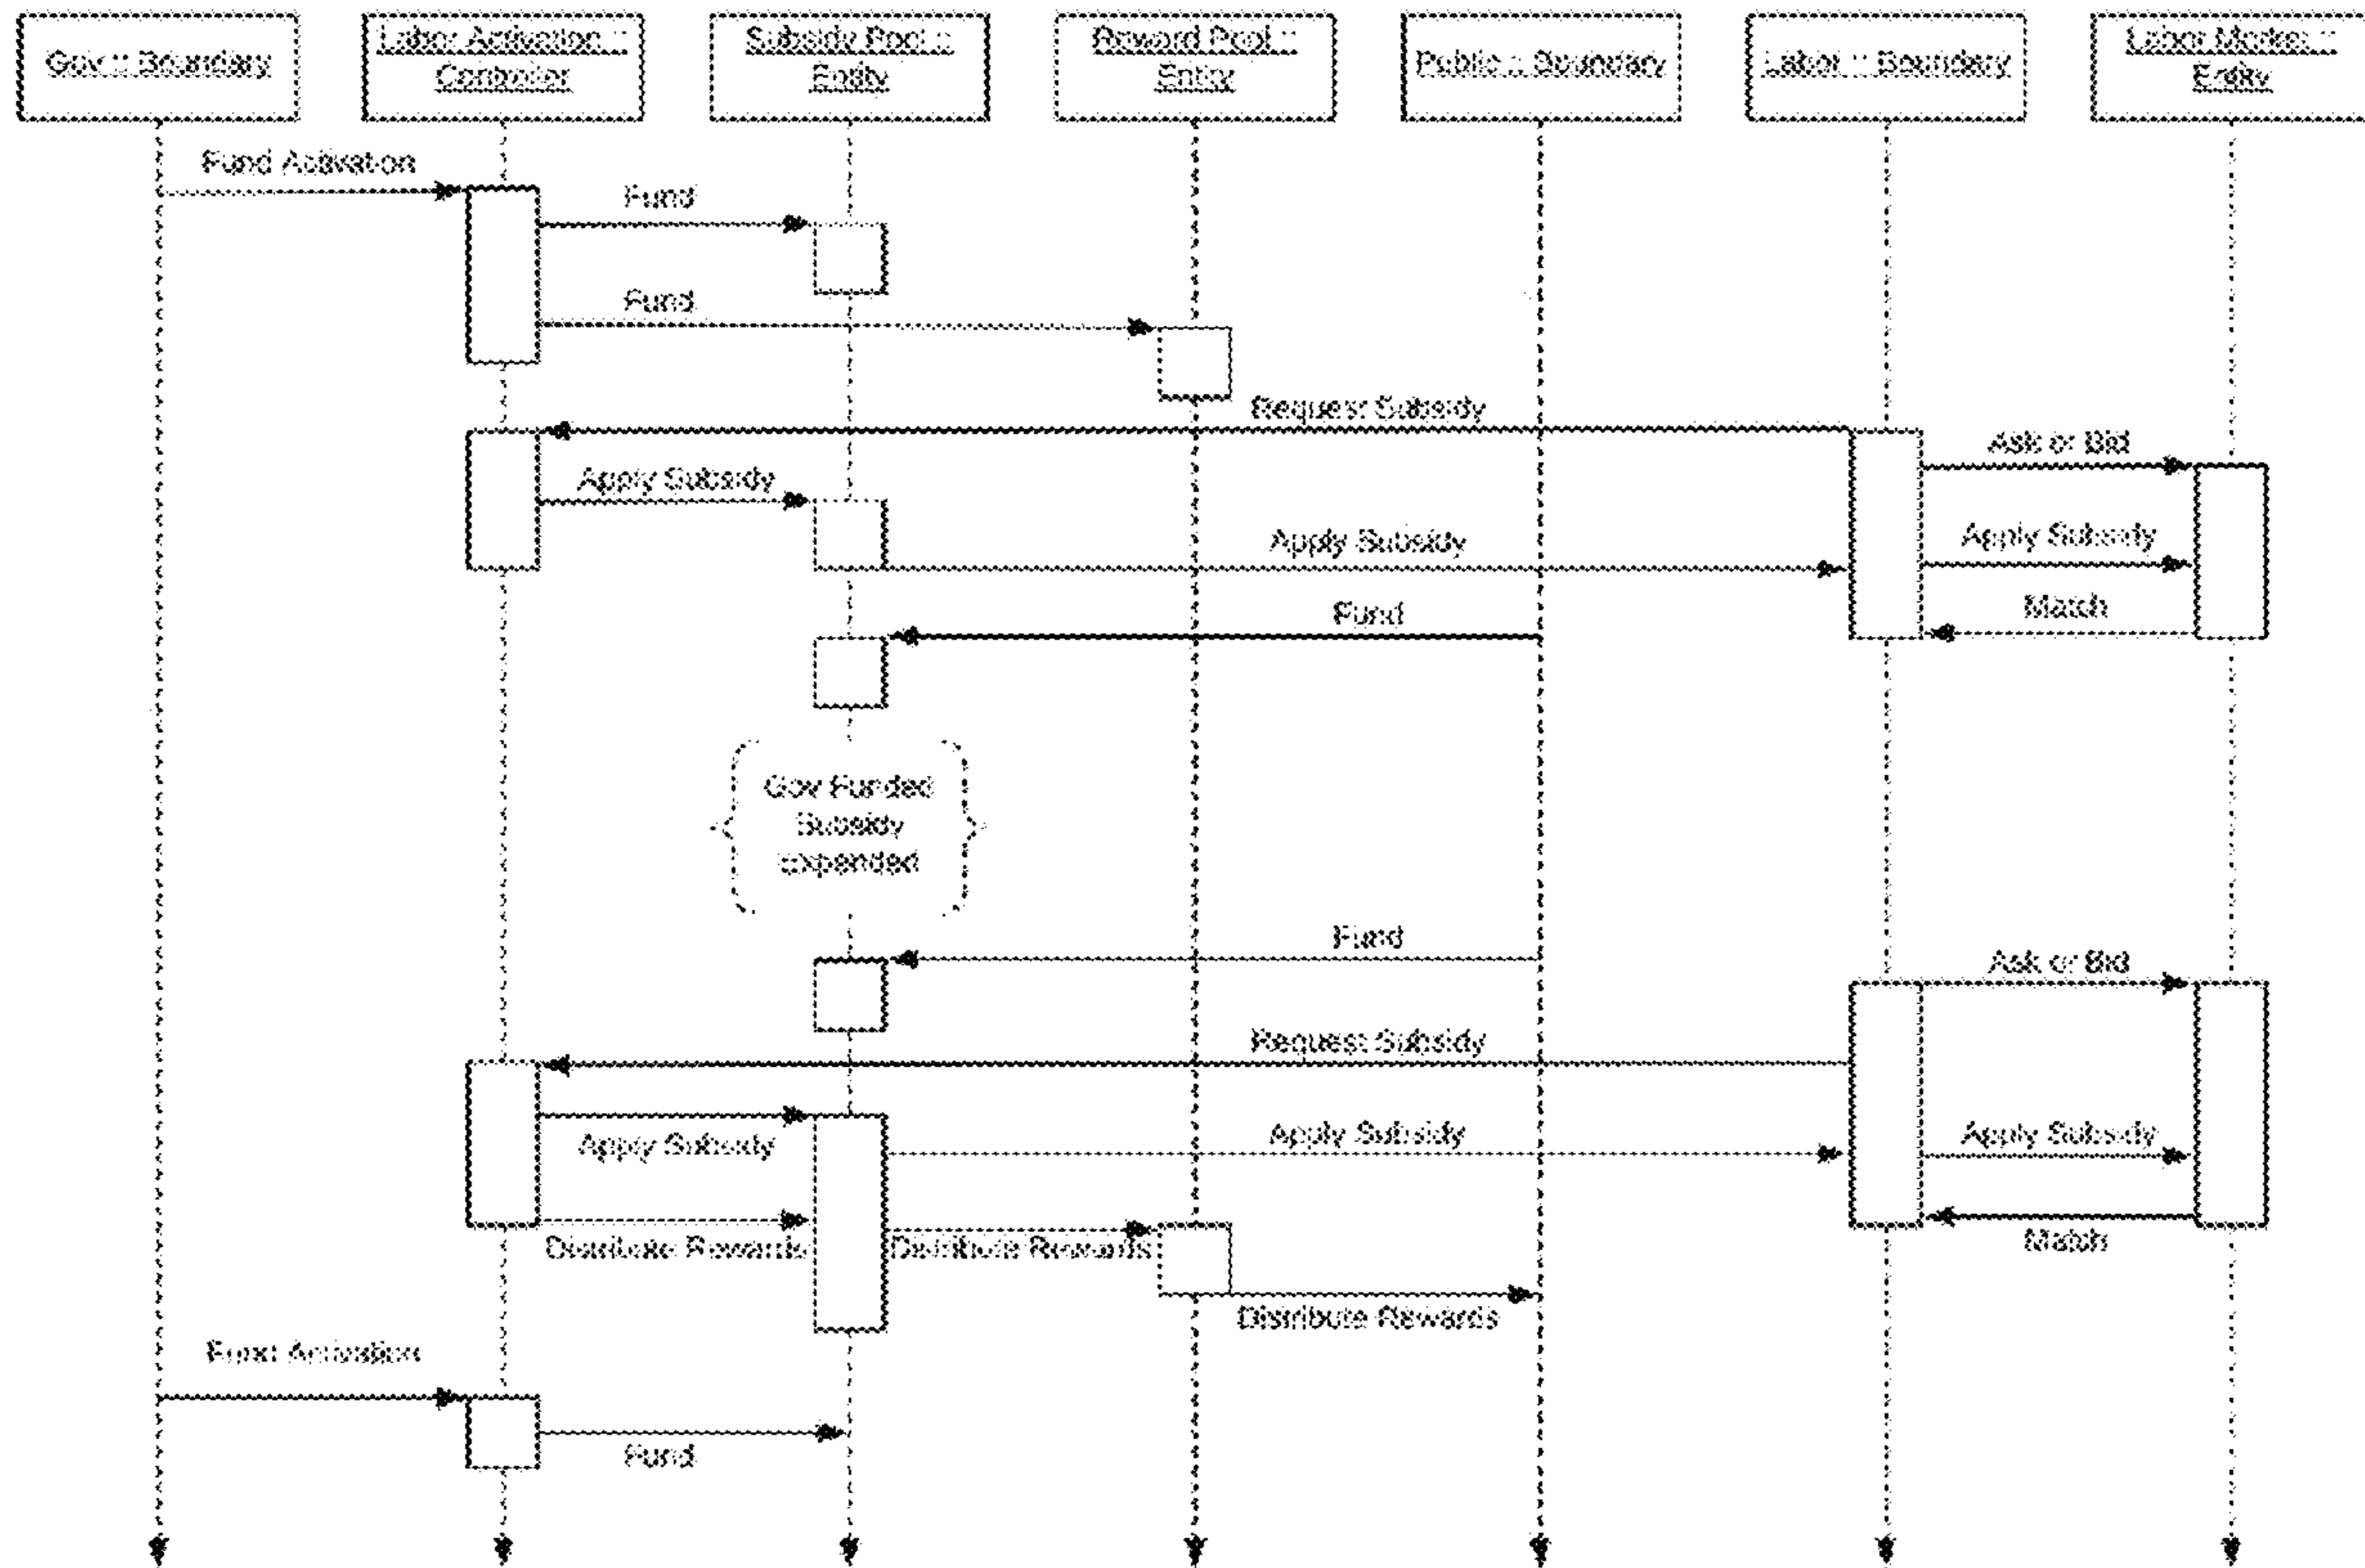 Gov :: Boundary
Labor Activation ::
Controller
Subsidy Pool ::
Entity
Reward Pool ::
Entity
Public :: Boundary
Labor :: Boundary
Labor Market ::
Entity
Fund Activation
Fund
Fund
Request Subsidy
Ask or Bid
Apply Subsidy
Apply Subsidy
Apply Subsidy
Match
Fund
Gov Funded
Subsidy
Expended
Fund
Ask or Bid
Request Subsidy
Apply Subsidy
Apply Subsidy
Apply Subsidy
Distribute Rewards
Distribute Rewards
Match
Distribute Rewards
Fund Activation
Fund